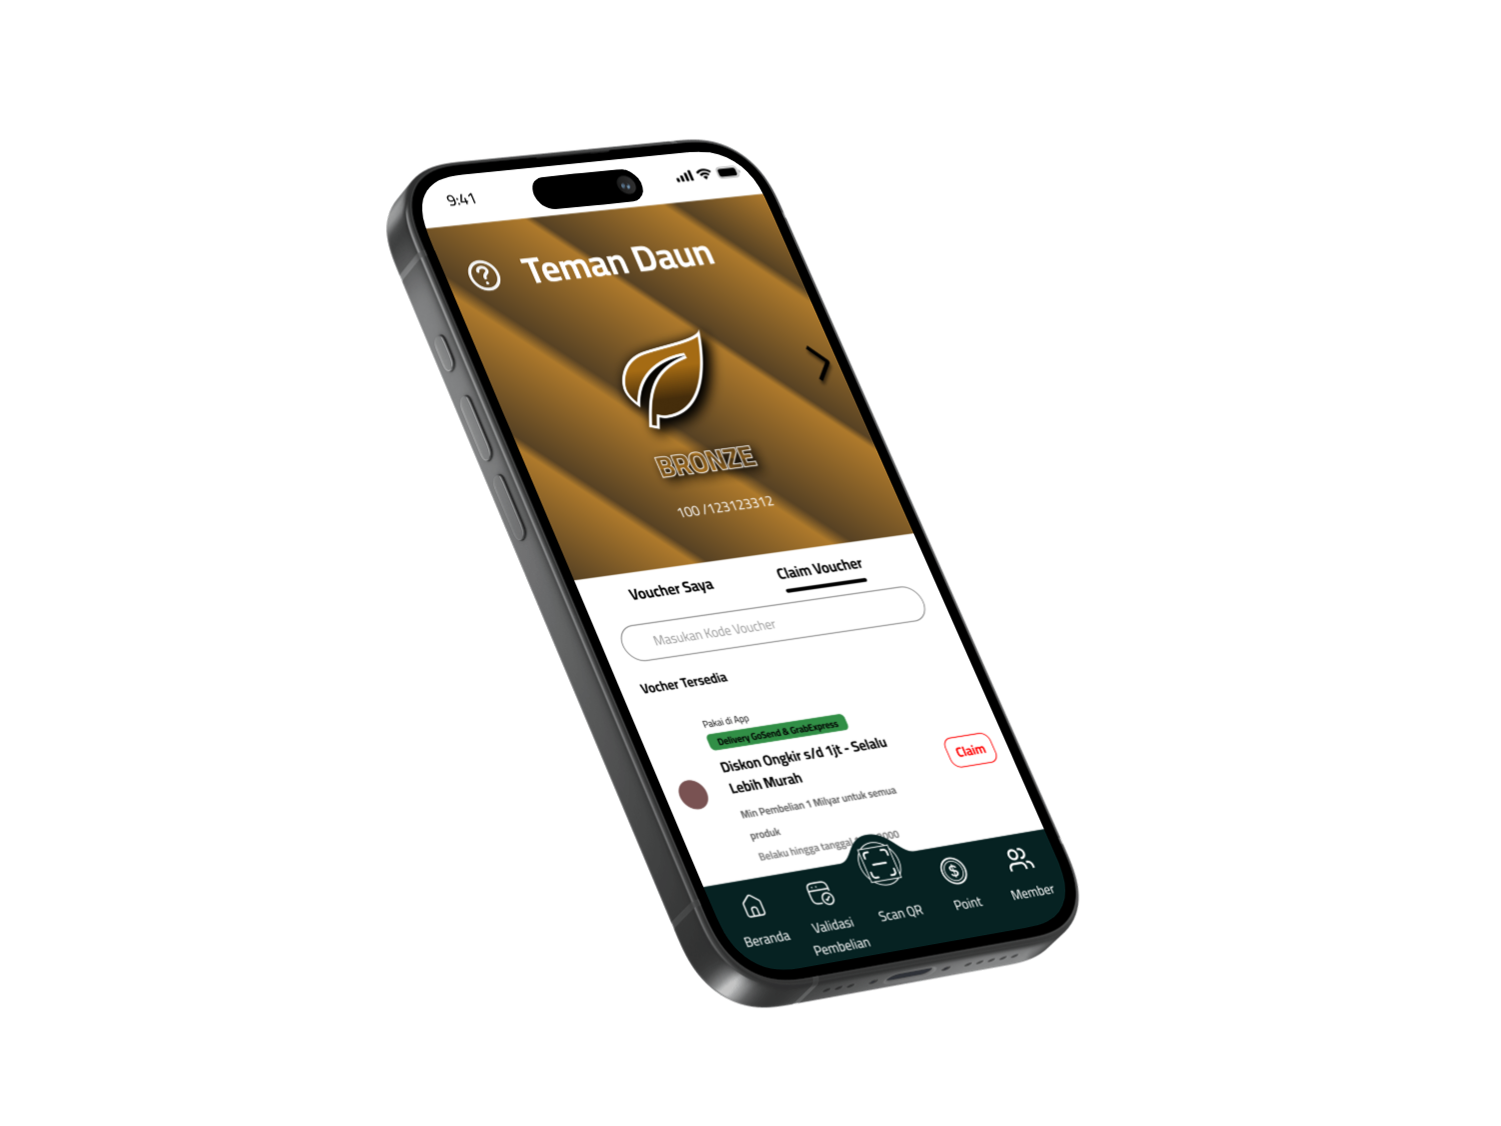 9:41
Teman Daun
BRONZE
100 /123123312
Voucher Saya
Claim Voucher
Masukan Kode Voucher
Vocher Tersedia
Pakai di App
Delivery GoSend & GrabExpress
Diskon Ongkir s/d 1jt - Selalu
Lebih Murah
Claim
Min Pembelian 1 Milyar untuk semua
produk
Belaku hingga tanggal
Beranda
Validasi
Pembelian
Scan QR
Point
Member